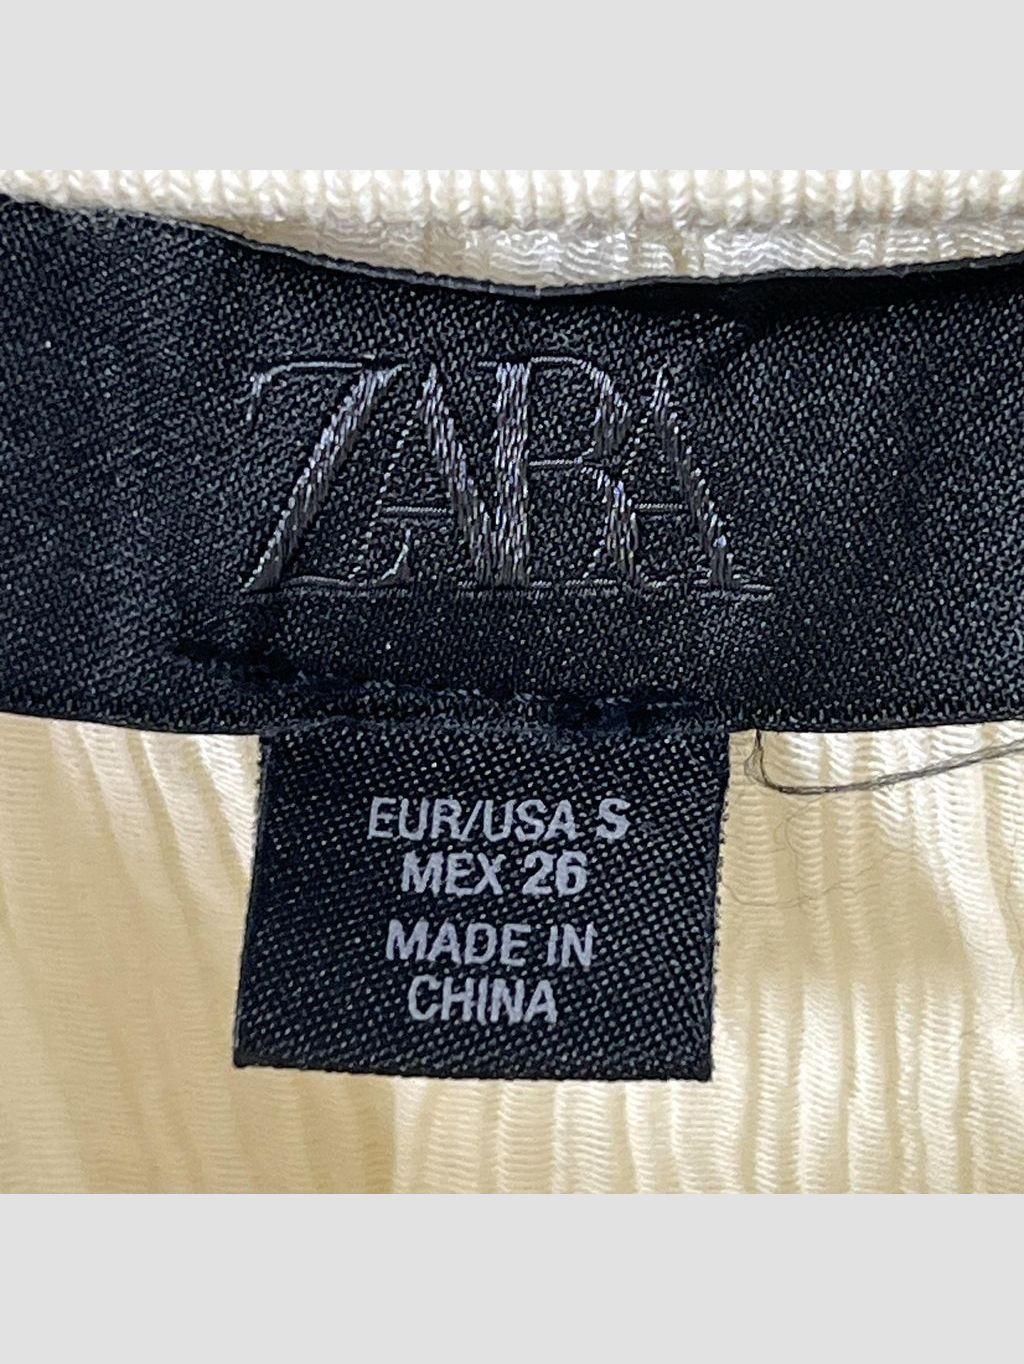 ZARA
EUR/USA S
MEX 26
MADE IN
CHINA